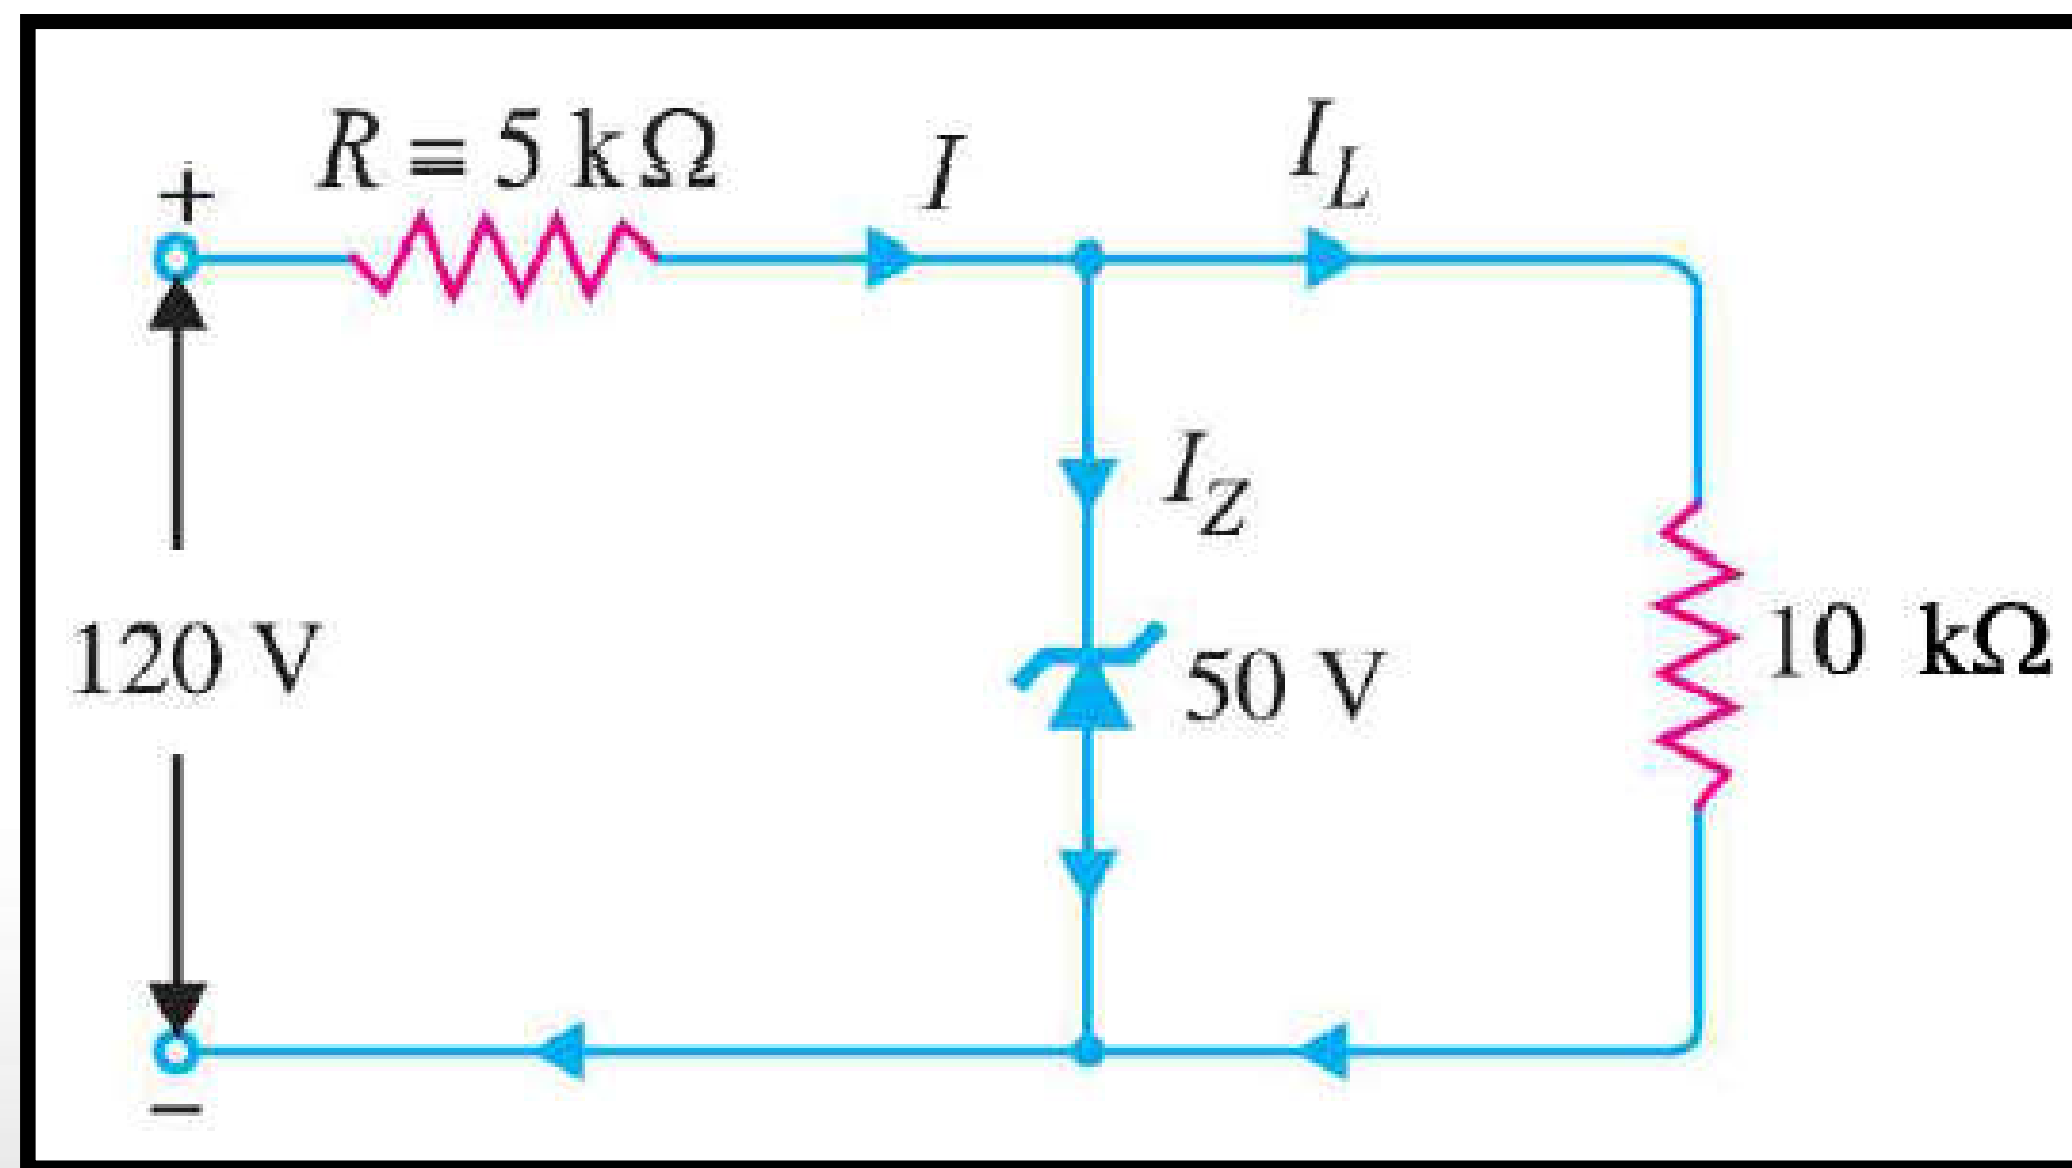 R = 5 kΩ
I
I_L
+
I_Z
120 V
50 V
10 kΩ
–